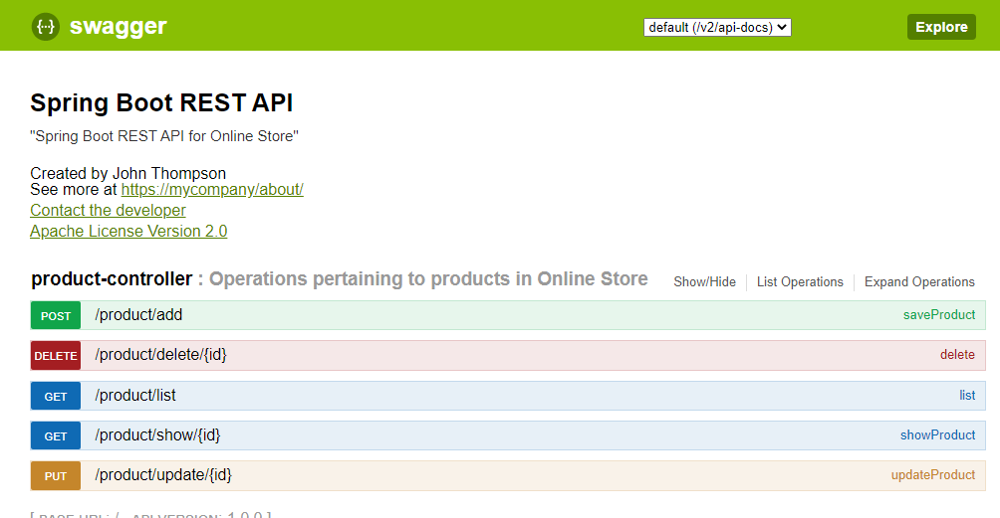 {···} swagger default (/v2/api-docs) Explore
Spring Boot REST API
"Spring Boot REST API for Online Store"
Created by John Thompson
See more at https://mycompany/about/
Contact the developer
Apache License Version 2.0
product-controller : Operations pertaining to products in Online Store Show/Hide List Operations Expand Operations
POST /product/add saveProduct
DELETE /product/delete/{id} delete
GET /product/list list
GET /product/show/{id} showProduct
PUT /product/update/{id} updateProduct
[ BASE URL: / , API VERSION: 1.0.0 ]